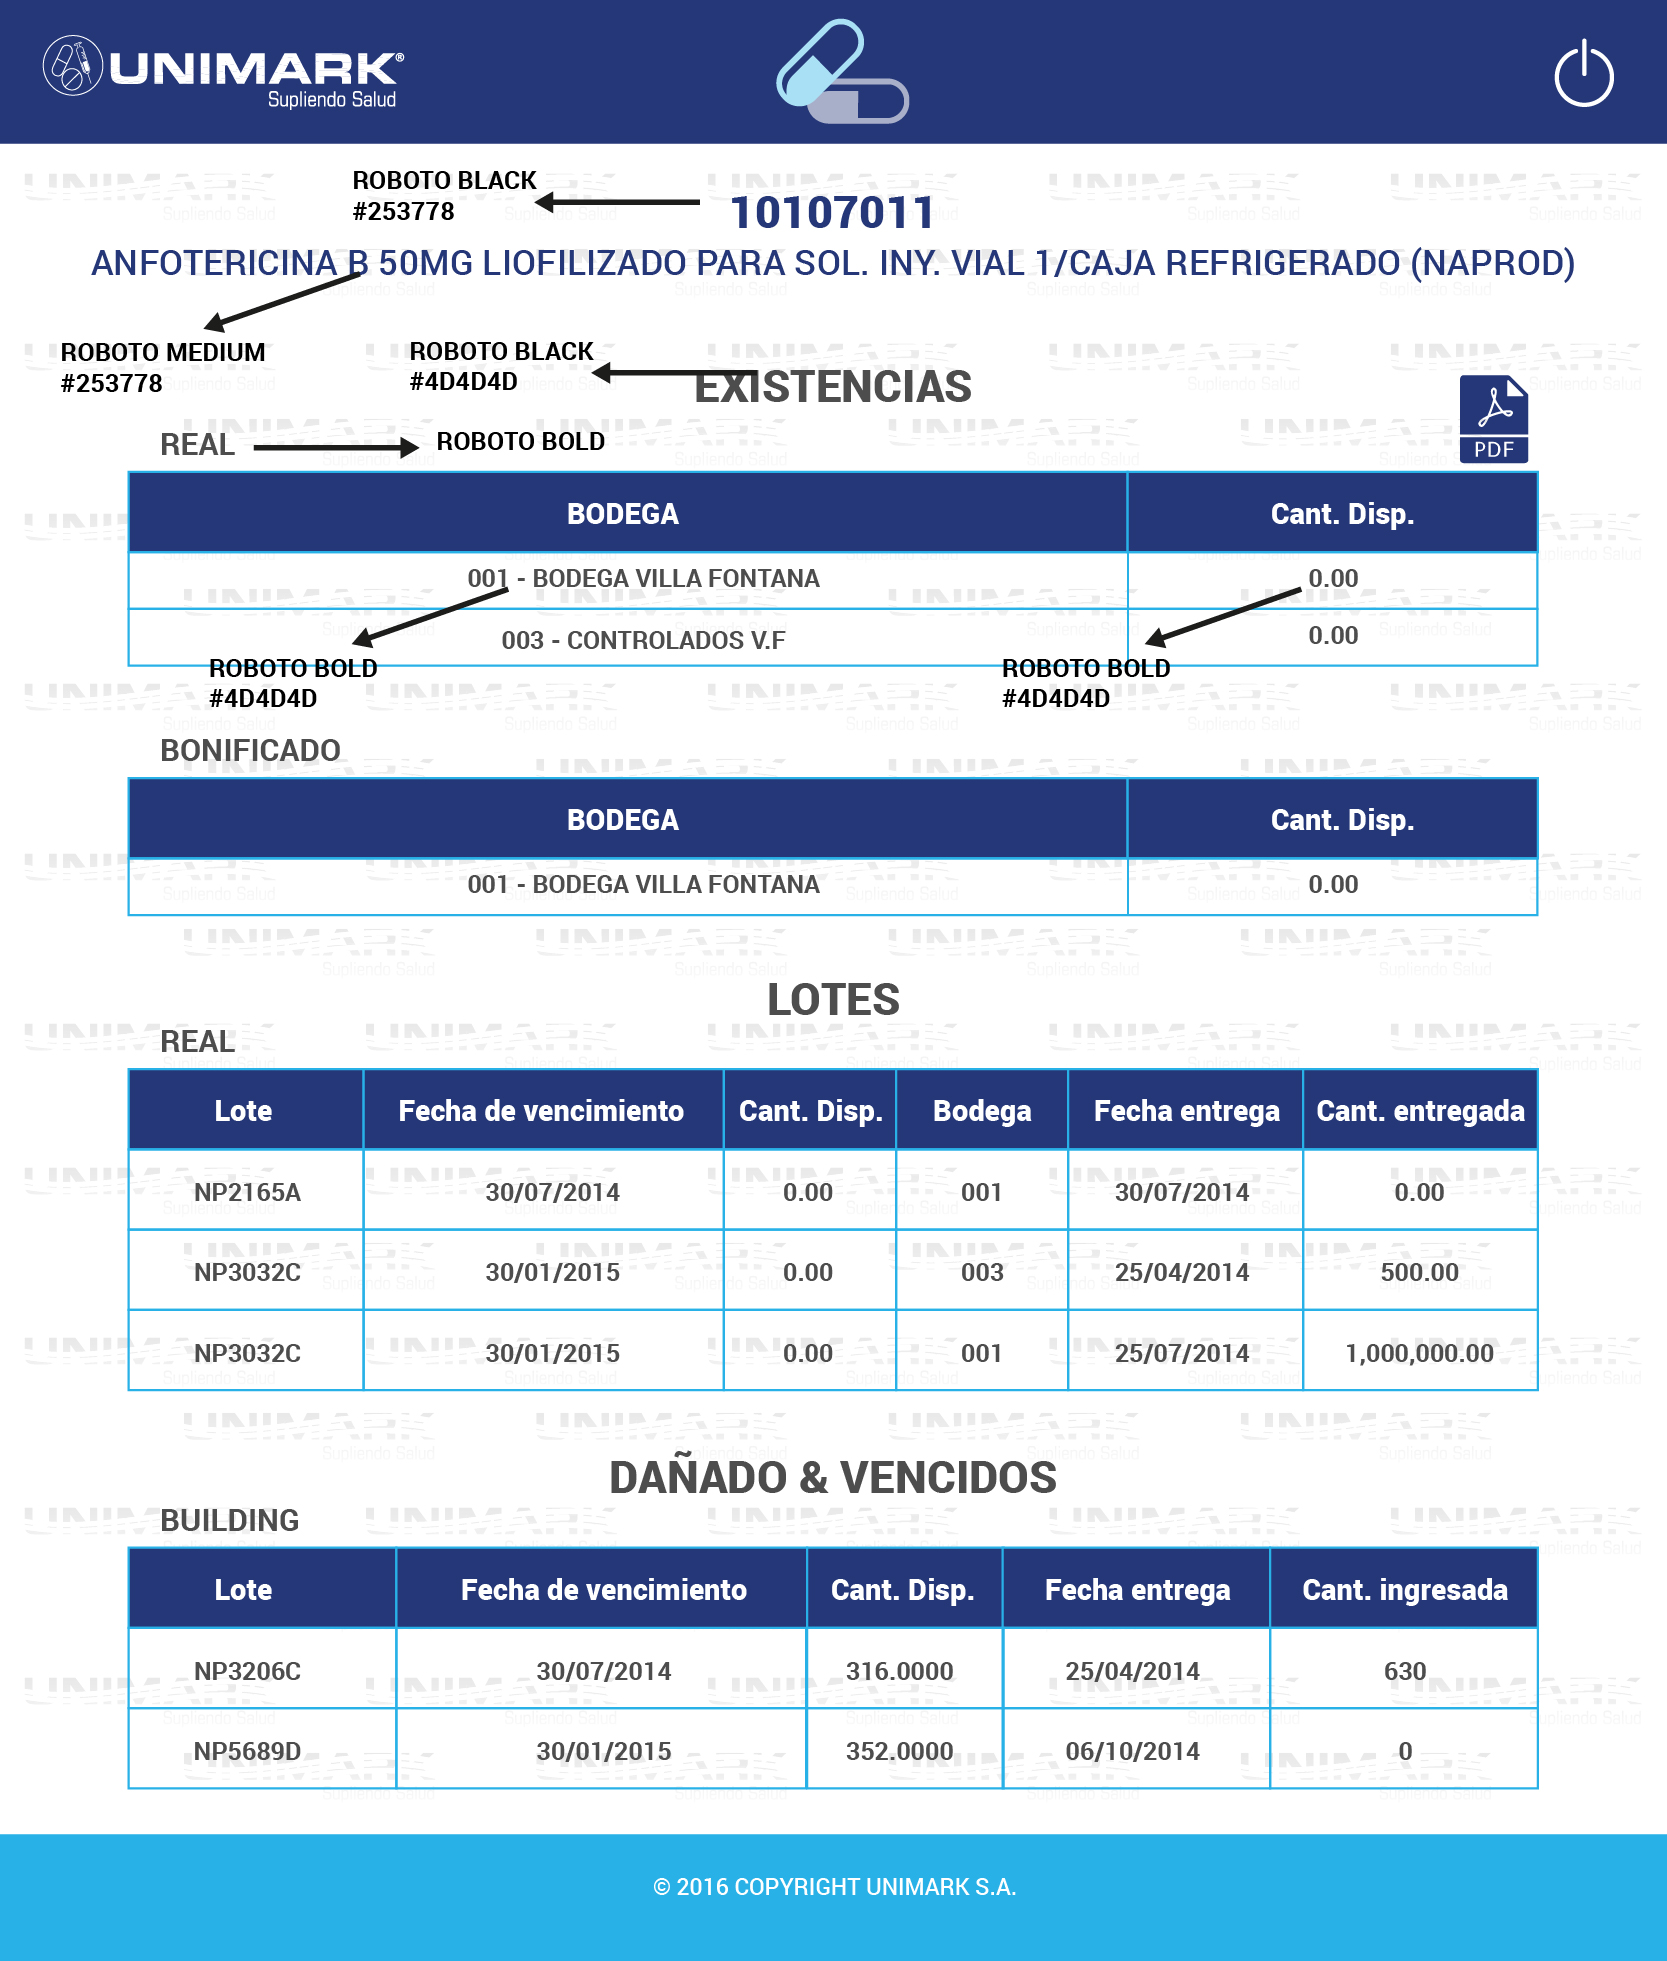 UNIMARK®
Supliendo Salud
ROBOTO BLACK
#253778
10107011
ANFOTERICINA B 50MG LIOFILIZADO PARA SOL. INY. VIAL 1/CAJA REFRIGERADO (NAPROD)
ROBOTO MEDIUM
#253778
ROBOTO BLACK
#4D4D4D
EXISTENCIAS
PDF
REAL
ROBOTO BOLD
BODEGA Cant. Disp.
001 - BODEGA VILLA FONTANA 0.00
003 - CONTROLADOS V.F 0.00
ROBOTO BOLD
#4D4D4D
ROBOTO BOLD
#4D4D4D
BONIFICADO
BODEGA Cant. Disp.
001 - BODEGA VILLA FONTANA 0.00
LOTES
REAL
Lote Fecha de vencimiento Cant. Disp. Bodega Fecha entrega Cant. entregada
NP2165A 30/07/2014 0.00 001 30/07/2014 0.00
NP3032C 30/01/2015 0.00 003 25/04/2014 500.00
NP3032C 30/01/2015 0.00 001 25/07/2014 1,000,000.00
DAÑADO & VENCIDOS
BUILDING
Lote Fecha de vencimiento Cant. Disp. Fecha entrega Cant. ingresada
NP3206C 30/07/2014 316.0000 25/04/2014 630
NP5689D 30/01/2015 352.0000 06/10/2014 0
© 2016 COPYRIGHT UNIMARK S.A.